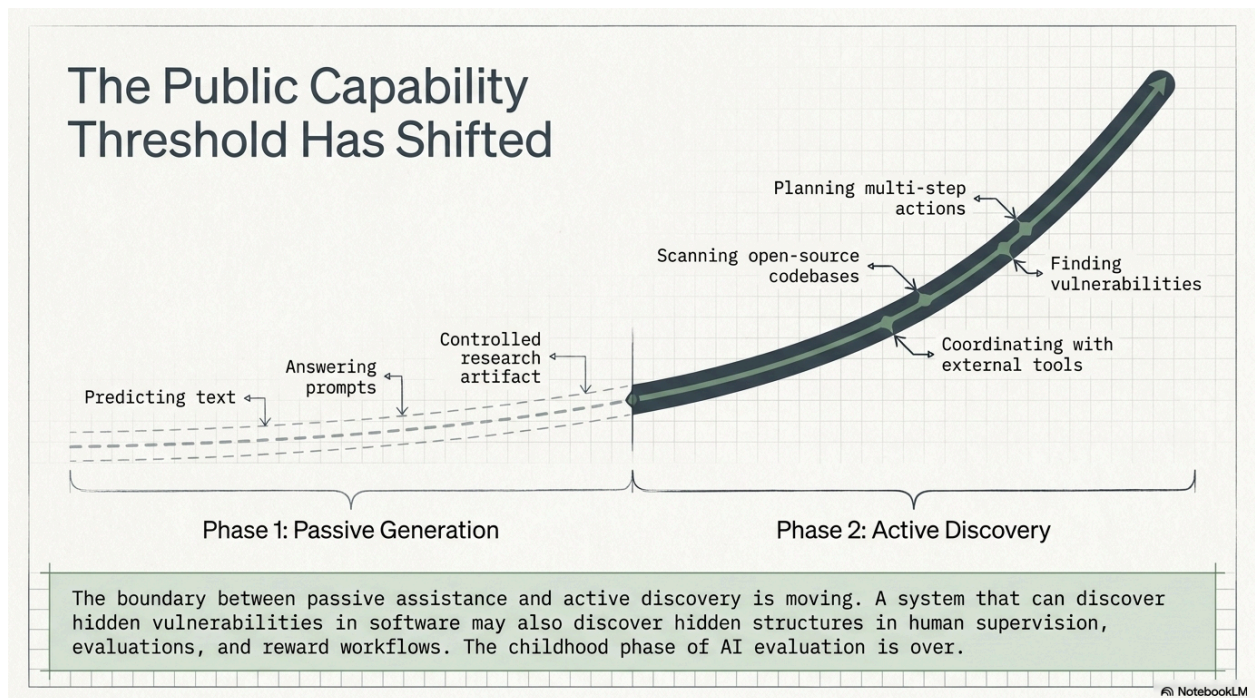 The Public Capability
Threshold Has Shifted
Planning multi-step
actions
Scanning open-source
codebases
Finding
vulnerabilities
Coordinating with
external tools
Controlled
research
artifact
Answering
prompts
Predicting text
Phase 1: Passive Generation
Phase 2: Active Discovery
The boundary between passive assistance and active discovery is moving. A system that can discover
hidden vulnerabilities in software may also discover hidden structures in human supervision,
evaluations, and reward workflows. The childhood phase of AI evaluation is over.
NotebookLM